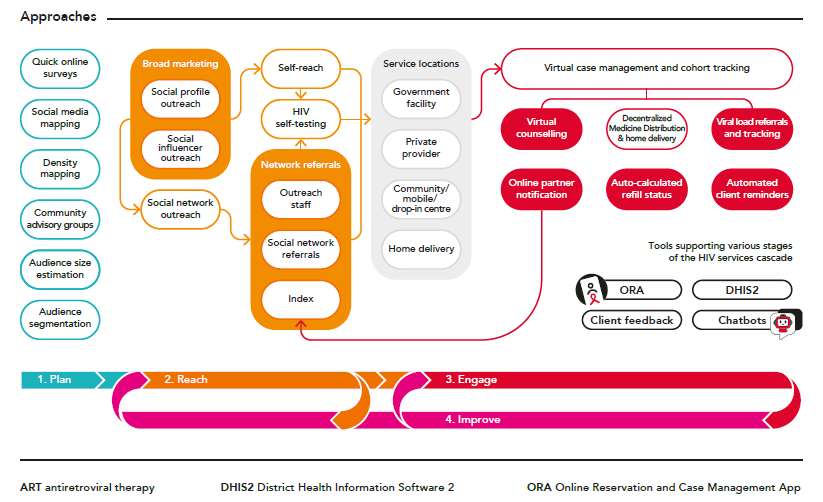 Approaches
Quick online
surveys
Social media
mapping
Density
mapping
Community
advisory groups
Audience size
estimation
Audience
segmentation
Broad marketing
Social profile
outreach
Social
influencer
outreach
Social network
outreach
Self-reach
HIV
self-testing
Network referrals
Outreach
staff
Social network
referrals
Index
Service locations
Government
facility
Private
provider
Community/
mobile/
drop-in centre
Home delivery
Virtual case management and cohort tracking
Virtual
counselling
Decentralized
Medicine Distribution
& home delivery
Viral load referrals
and tracking
Online partner
notification
Auto-calculated
refill status
Automated
client reminders
Tools supporting various stages
of the HIV services cascade
ORA
DHIS2
Client feedback
Chatbots
1. Plan
2. Reach
3. Engage
4. Improve
ART antiretroviral therapy
DHIS2 District Health Information Software 2
ORA Online Reservation and Case Management App